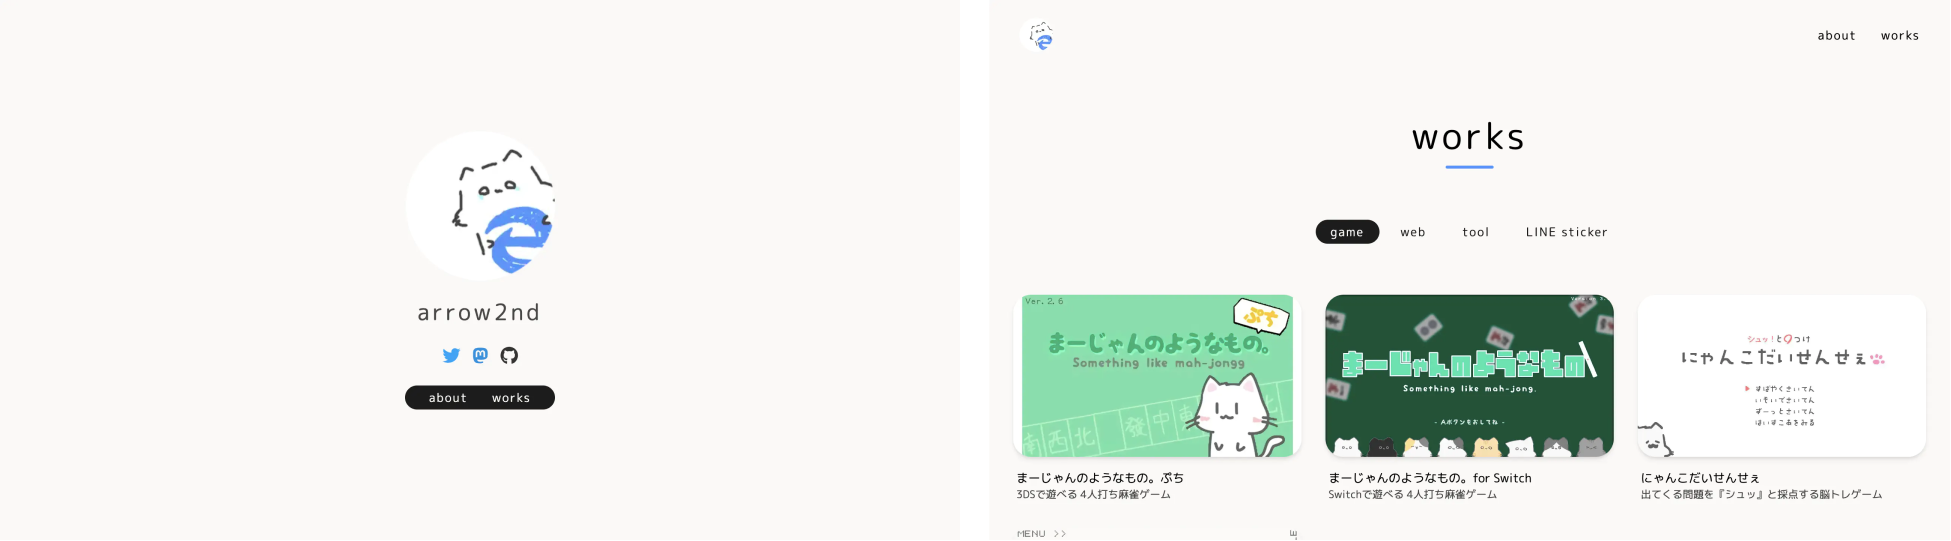 arrow2nd
about works
about works
works
game web tool LINE sticker
Ver. 2. 6
ぷち
まーじゃんのようなもの。
Something like mah-jongg
南西北 發中東 北
まーじゃんのようなもの
Something like mah-jong.
- Aボタンをおしてね -
シュッ!とつけ
にゃんこだいせんせぇ
すばやくさいてん
いそいでさいてん
ずーっとさいてん
はいすこあをみる
まーじゃんのようなもの。ぷち
3DSで遊べる 4人打ち麻雀ゲーム
まーじゃんのようなもの。for Switch
Switchで遊べる 4人打ち麻雀ゲーム
にゃんこだいせんせぇ
出てくる問題を『シュッ』と採点する脳トレゲーム
MENU >>